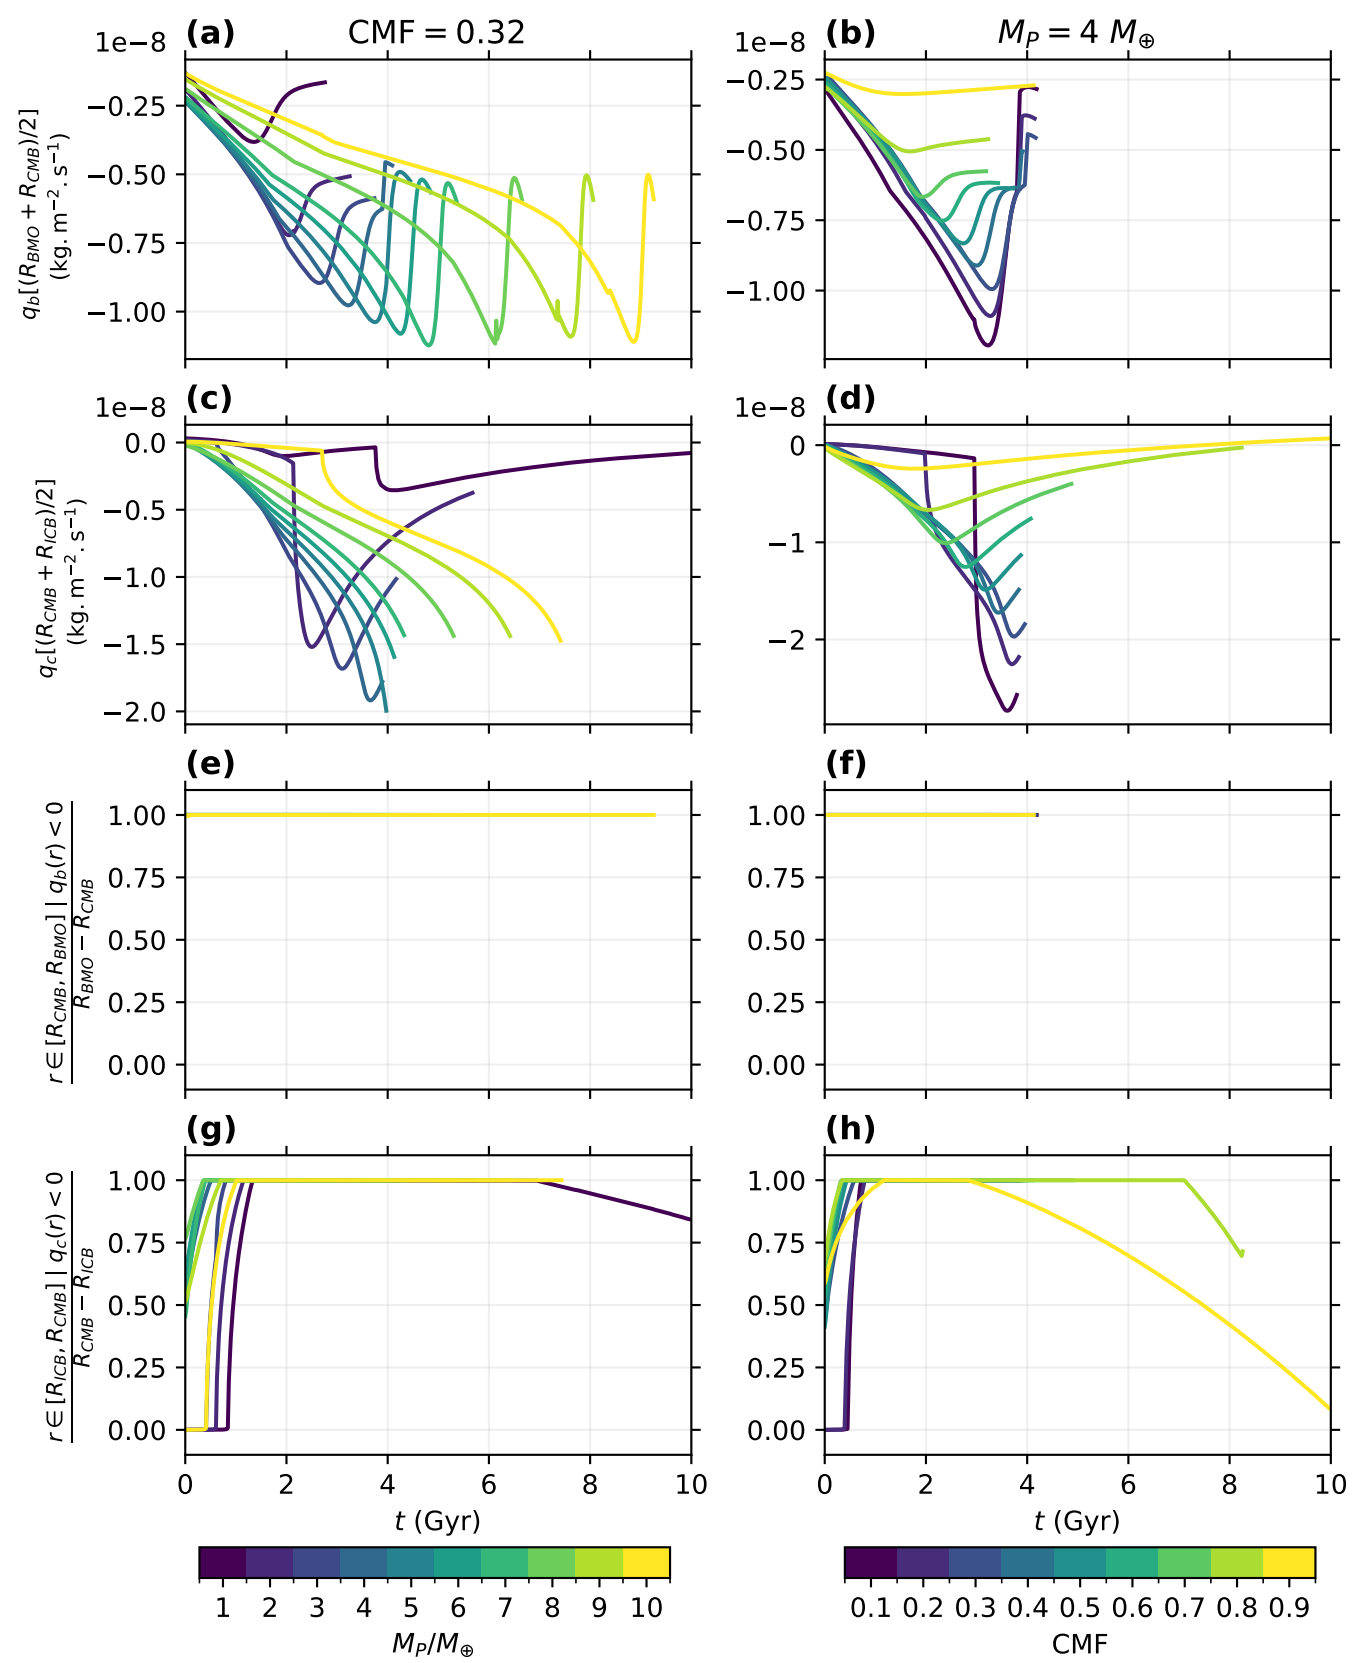 (a) CMF = 0.32
1e−8
q_b[(R_BMO + R_CMB)/2]
(kg. m⁻². s⁻¹)
−0.25
−0.50
−0.75
−1.00
(b) M_P = 4 M_⊕
1e−8
−0.25
−0.50
−0.75
−1.00
(c)
1e−8
q_c[(R_CMB + R_ICB)/2]
(kg. m⁻². s⁻¹)
0.0
−0.5
−1.0
−1.5
−2.0
(d)
1e−8
0
−1
−2
(e)
r ∈ [R_CMB, R_BMO] | q_b(r) < 0
R_BMO − R_CMB
1.00
0.75
0.50
0.25
0.00
(f)
1.00
0.75
0.50
0.25
0.00
(g)
r ∈ [R_ICB, R_CMB] | q_c(r) < 0
R_CMB − R_ICB
1.00
0.75
0.50
0.25
0.00
0 2 4 6 8 10
t (Gyr)
(h)
1.00
0.75
0.50
0.25
0.00
0 2 4 6 8 10
t (Gyr)
1 2 3 4 5 6 7 8 9 10
M_P/M_⊕
0.1 0.2 0.3 0.4 0.5 0.6 0.7 0.8 0.9
CMF